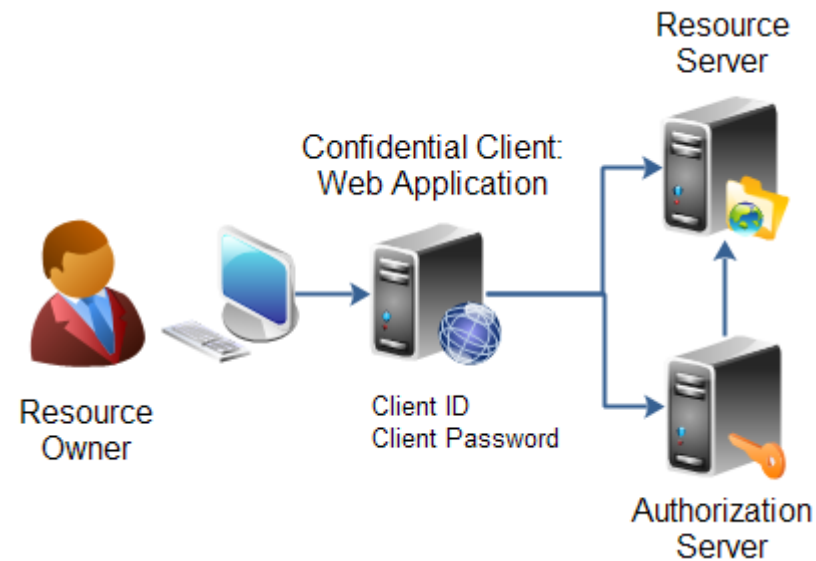 Resource
Server
Confidential Client:
Web Application
Resource
Owner
Client ID
Client Password
Authorization
Server